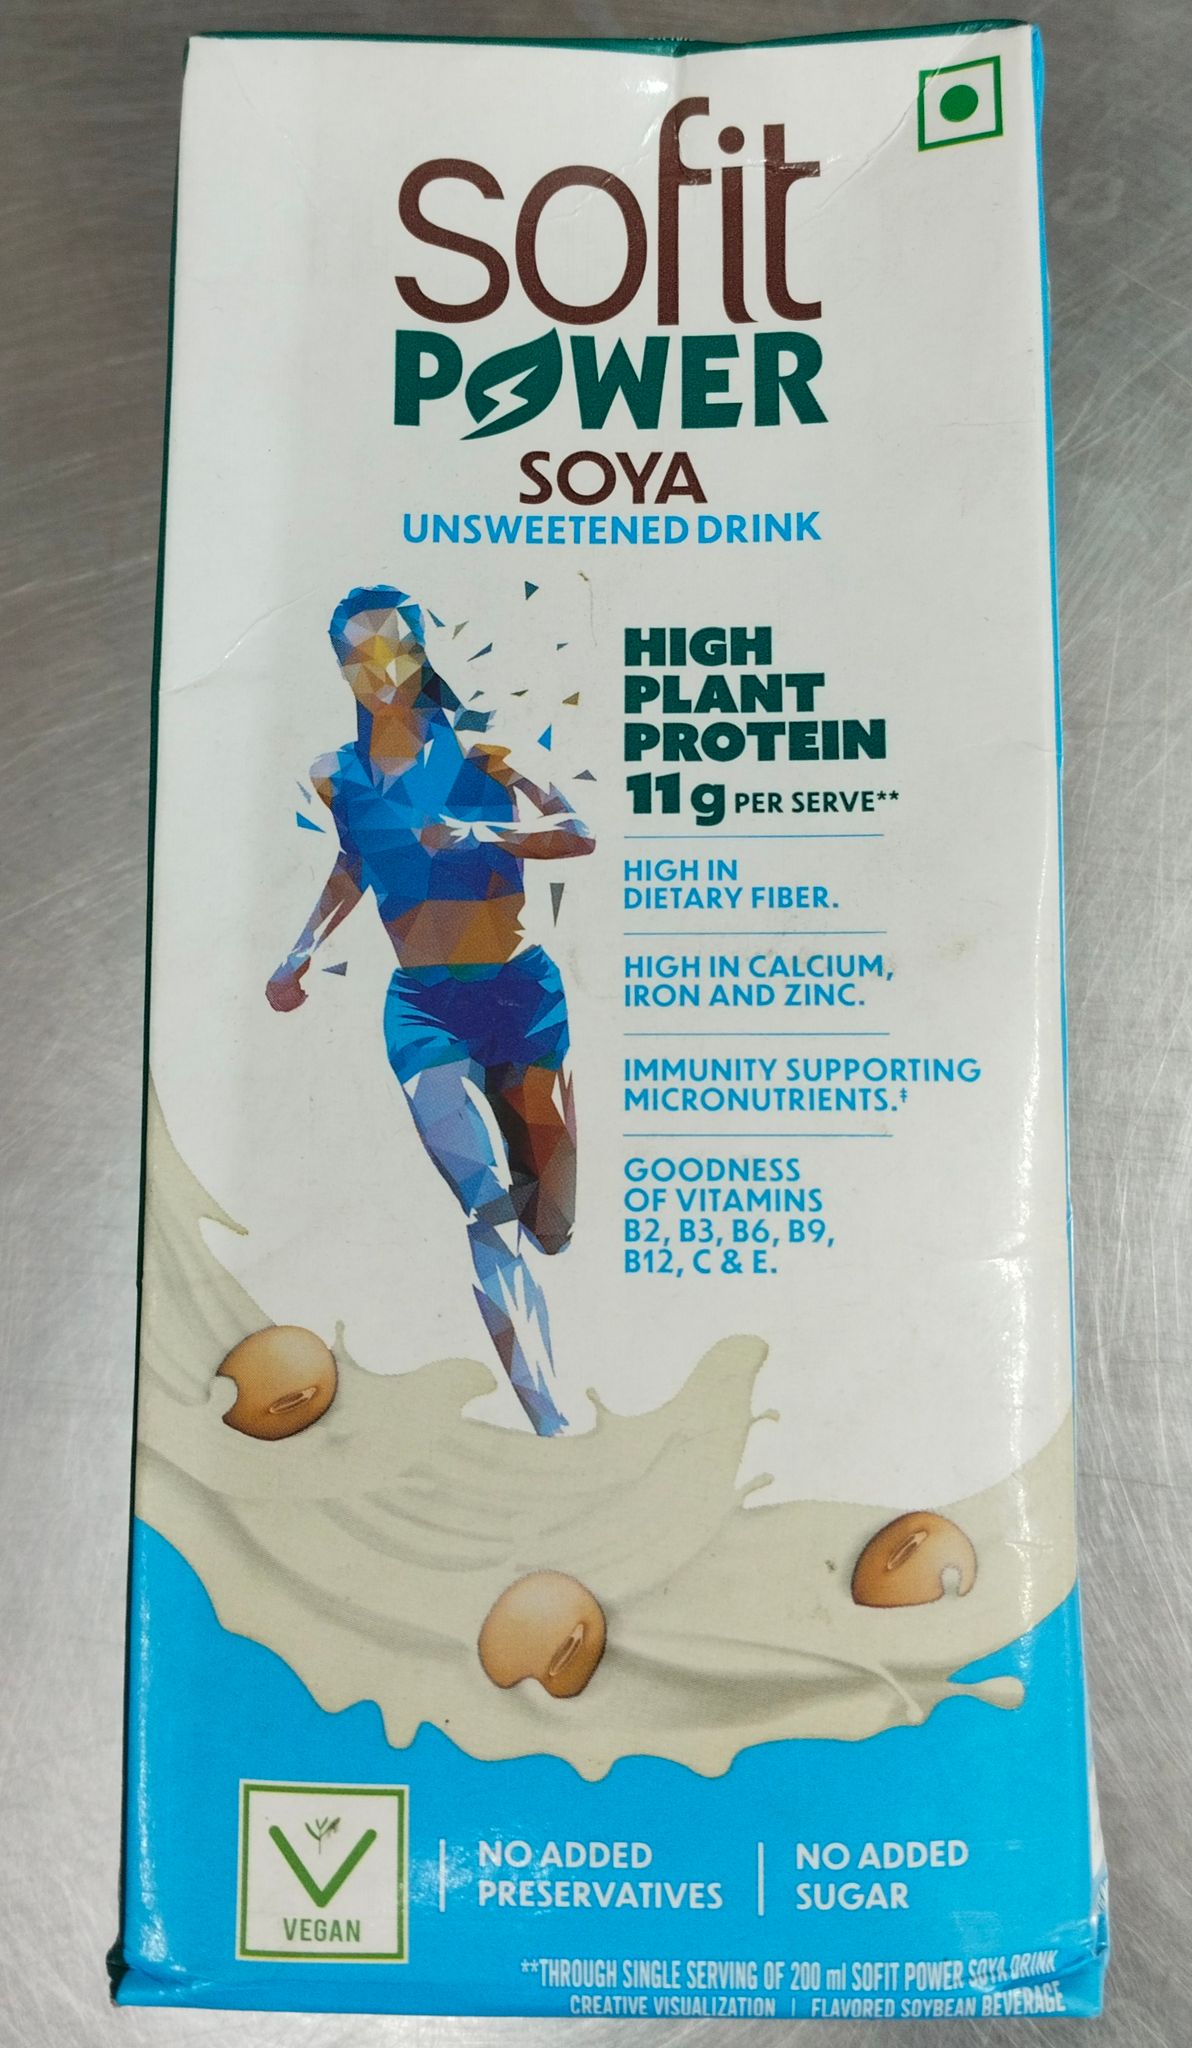 sofit
POWER
SOYA
UNSWEETENED DRINK
HIGH
PLANT
PROTEIN
11g PER SERVE**
HIGH IN
DIETARY FIBER.
HIGH IN CALCIUM,
IRON AND ZINC.
IMMUNITY SUPPORTING
MICRONUTRIENTS.‡
GOODNESS
OF VITAMINS
B2, B3, B6, B9,
B12, C & E.
VEGAN
NO ADDED
PRESERVATIVES
NO ADDED
SUGAR
**THROUGH SINGLE SERVING OF 200 ml SOFIT POWER SOYA DRINK
CREATIVE VISUALIZATION | FLAVORED SOYBEAN BEVERAGE